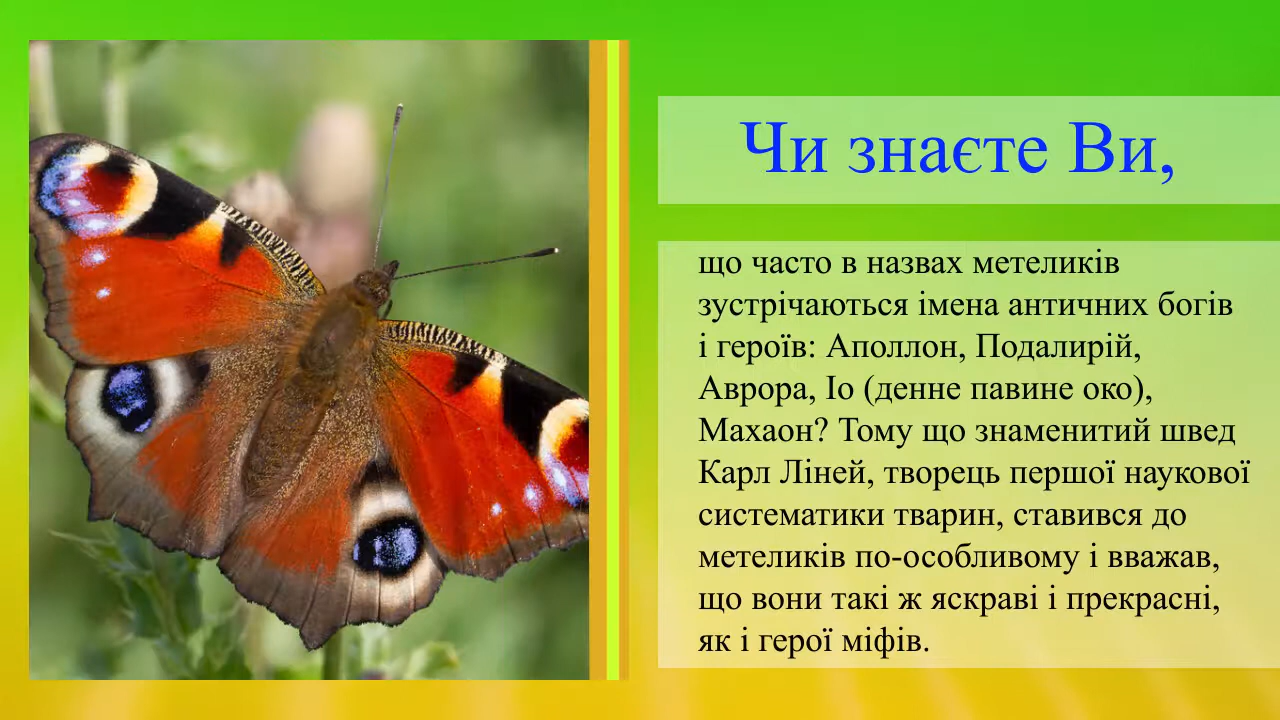 Чи знаєте Ви,
що часто в назвах метеликів
зустрічаються імена античних богів
і героїв: Аполлон, Подалирій,
Аврора, Іо (денне павине око),
Махаон? Тому що знаменитий швед
Карл Ліней, творець першої наукової
систематики тварин, ставився до
метеликів по-особливому і вважав,
що вони такі ж яскраві і прекрасні,
як і герої міфів.